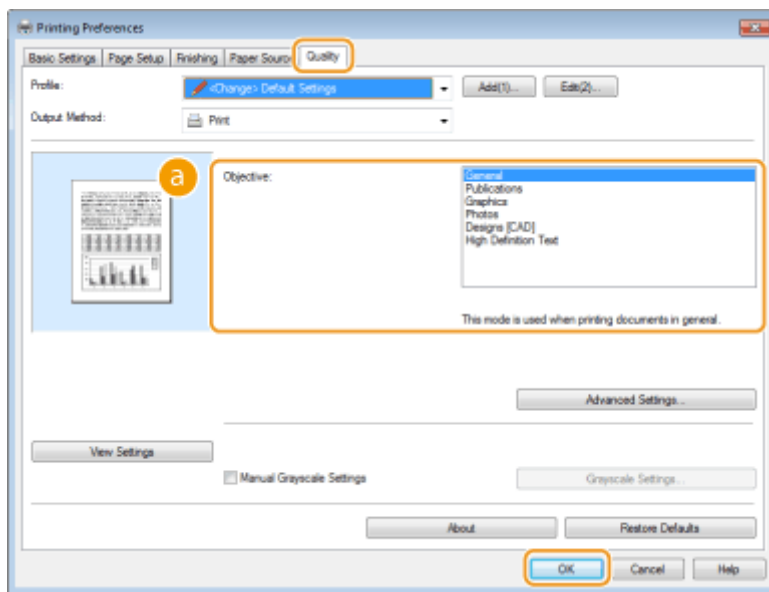 Printing Preferences
Basic Settings Page Setup Finishing Paper Source Quality
Profile: <Change> Default Settings Add(1)... Edit(2)...
Output Method: Print
a
Objective: General
Publications
Graphics
Photos
Designs [CAD]
High Definition Text
This mode is used when printing documents in general.
Advanced Settings...
View Settings
Manual Grayscale Settings Grayscale Settings...
About Restore Defaults
OK Cancel Help